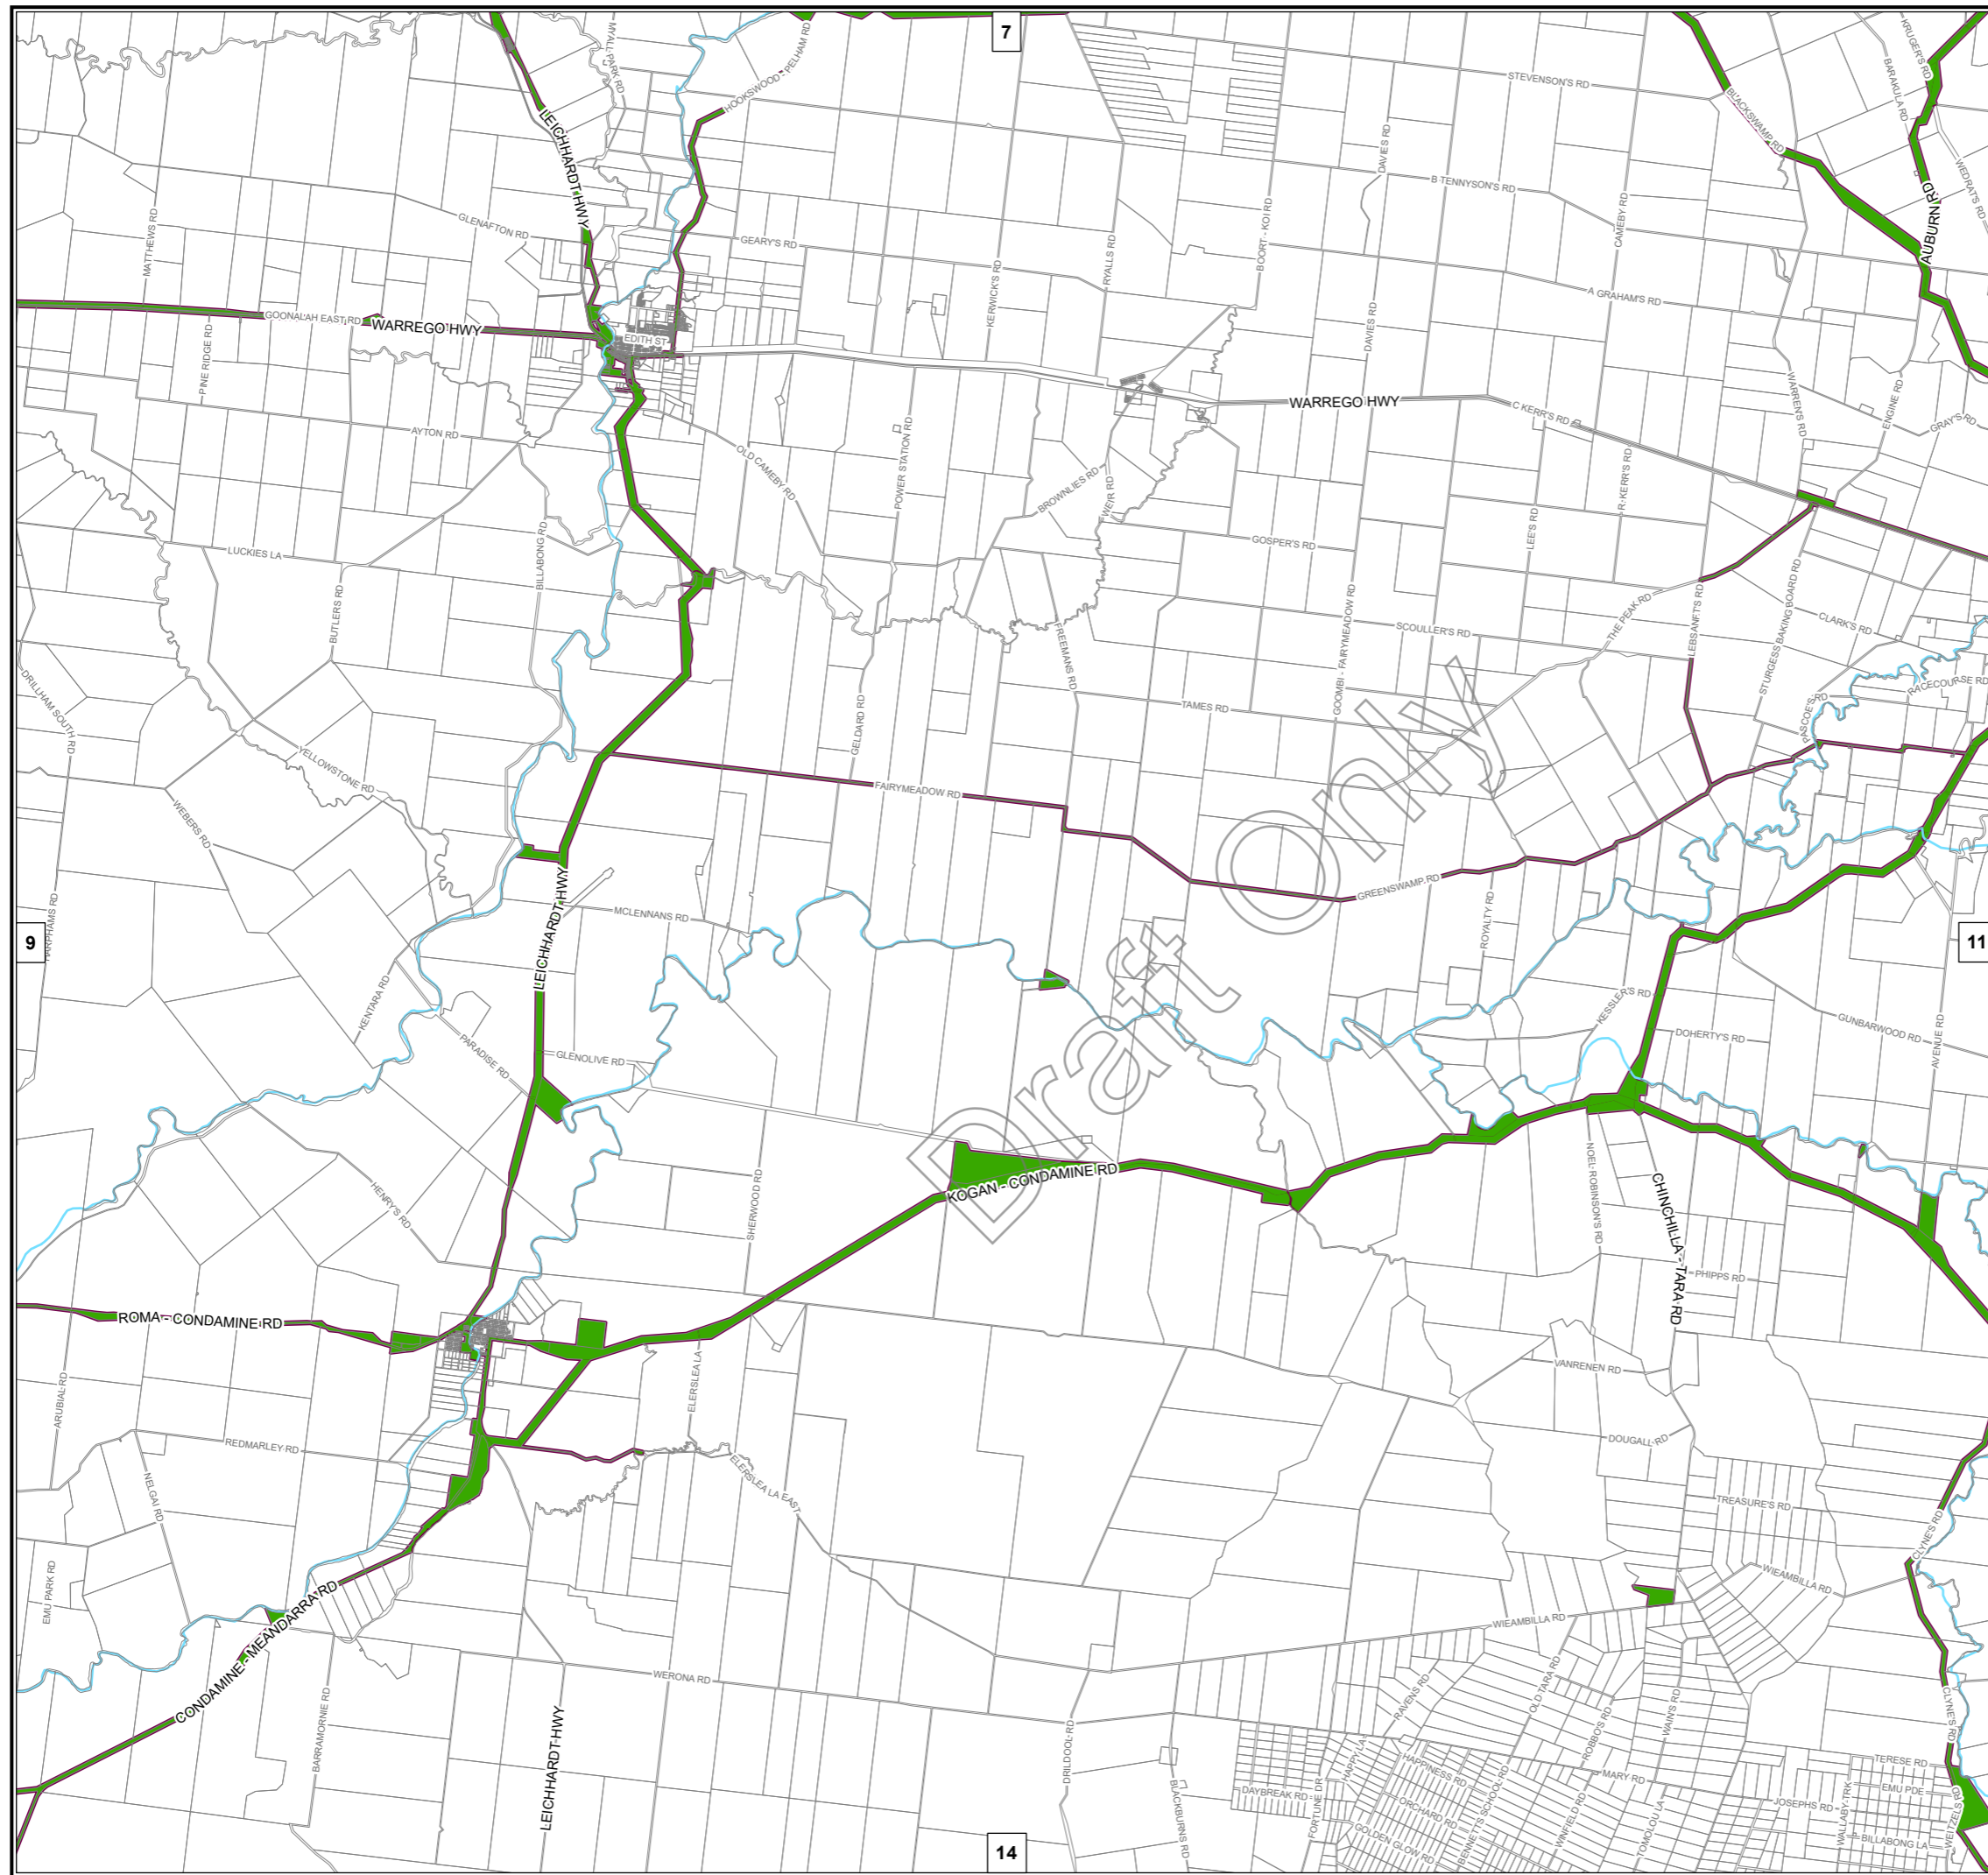 7
MYALL PARK RD
HOOKSWOOD - PELHAM RD
KRUGER'S RD
BARAKULA RD
STEVENSON'S RD
BLACKSWAMP RD
LEICHHARDT HWY
DAVIES RD
WEDRAT'S RD
B TENNYSON'S RD
AUBURN RD
MATTHEWS RD
GLENAFTON RD
GEARY'S RD
KERWICK'S RD
RYALLS RD
BOORT - KOI RD
CAMEBY RD
A GRAHAM'S RD
PINE RIDGE RD
GOONALAH EAST RD
WARREGO HWY
EDITH ST
DAVIES RD
WARREGO HWY
C KERR'S RD
WARREN'S RD
ENGINE RD
GRAY'S RD
AYTON RD
OLD CAMEBY RD
POWER STATION RD
BROWNLIES RD
WEIR RD
R KERR'S RD
LEE'S RD
GOSPER'S RD
LUCKIES LA
BILLABONG RD
BUTLERS RD
FREEMANS RD
GOOMBI - FAIRYMEADOW RD
SCOULLER'S RD
THE PEAK RD
LEBSANFT'S RD
STURGESS BAKING BOARD RD
CLARK'S RD
RACECOURSE RD
PASCOE'S RD
DRILLHAM SOUTH RD
GELDARD RD
TAMES RD
YELLOWSTONE RD
WEBERS RD
FAIRYMEADOW RD
GREENSWAMP RD
ROYALTY RD
LEICHHARDT HWY
MCLENNANS RD
HARPHAMS RD
9
11
Draft Only
KENTARA RD
PARADISE RD
GLENOLIVE RD
KESSLER'S RD
DOHERTY'S RD
GUNBARWOOD RD
AVENUE RD
HENRY'S RD
SHERWOOD RD
KOGAN - CONDAMINE RD
NOEL ROBINSON'S RD
CHINCHILLA - TARA RD
PHIPPS RD
ROMA - CONDAMINE RD
ARUBIAL RD
ELERSLEA LA
VANRENEN RD
REDMARLEY RD
NELGAI RD
ELERSLEA LA EAST
DOUGALL RD
TREASURE'S RD
CLYNE'S RD
EMU PARK RD
WIEAMBILLA RD
WIEAMBILLA RD
CONDAMINE - MEANDARRA RD
BARRAMORNIE RD
LEICHHARDT HWY
WERONA RD
DRILDOOL RD
BLACKBURNS RD
RAVENS RD
OLD TARA RD
ROBBO'S RD
WAIN'S RD
CLYNE'S RD
DAYBREAK RD
FORTUNE DR
HAPPY LA
HAPPINESS RD
ORCHARD RD
GOLDEN GLOW RD
BENNETT'S SCHOOL RD
WINFIELD RD
MARY RD
TOMOLOU LA
TERESE RD
EMU PDE
JOSEPHS RD
WALLABY TRK
BILLABONG LA
WEITZELS RD
14